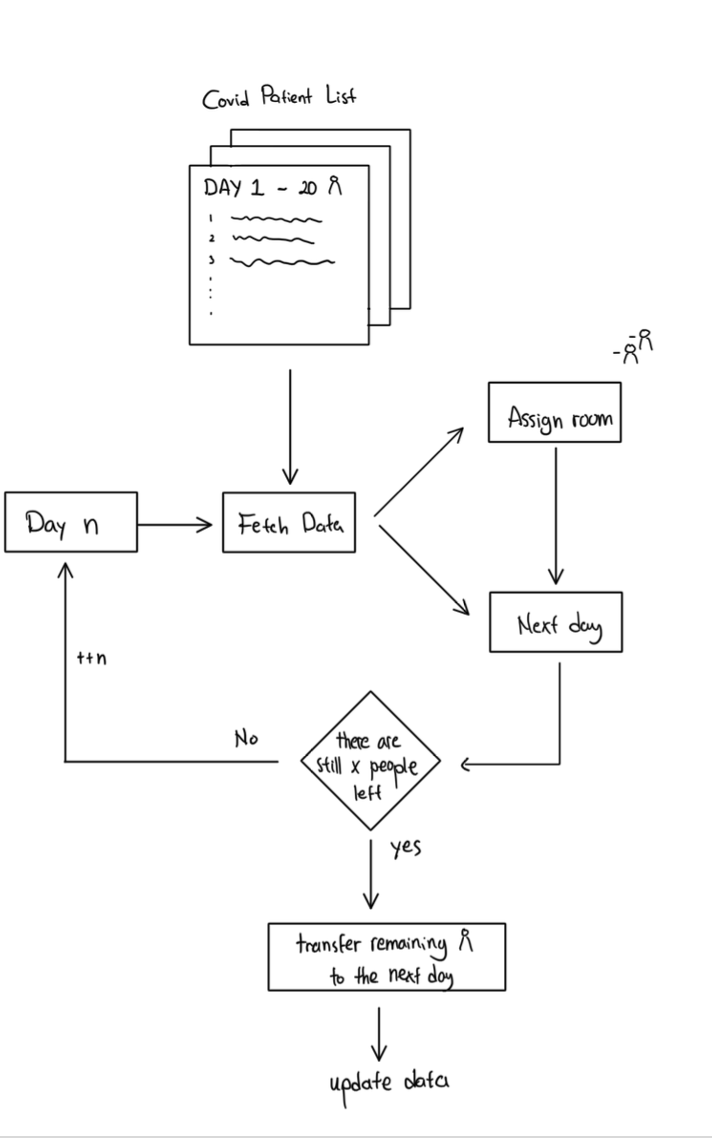 Covid Patient List
DAY 1 - 20
1
2
3
Assign room
Day n
Fetch Data
Next day
++n
No
there are
still x people
left
yes
transfer remaining
to the next day
update data